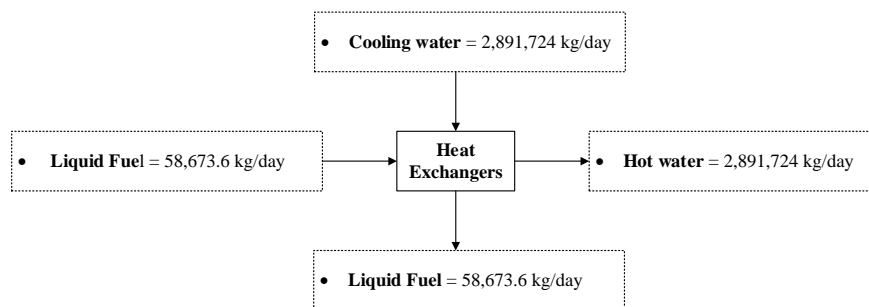 • Cooling water = 2,891,724 kg/day
• Liquid Fuel = 58,673.6 kg/day
Heat
Exchangers
• Hot water = 2,891,724 kg/day
• Liquid Fuel = 58,673.6 kg/day